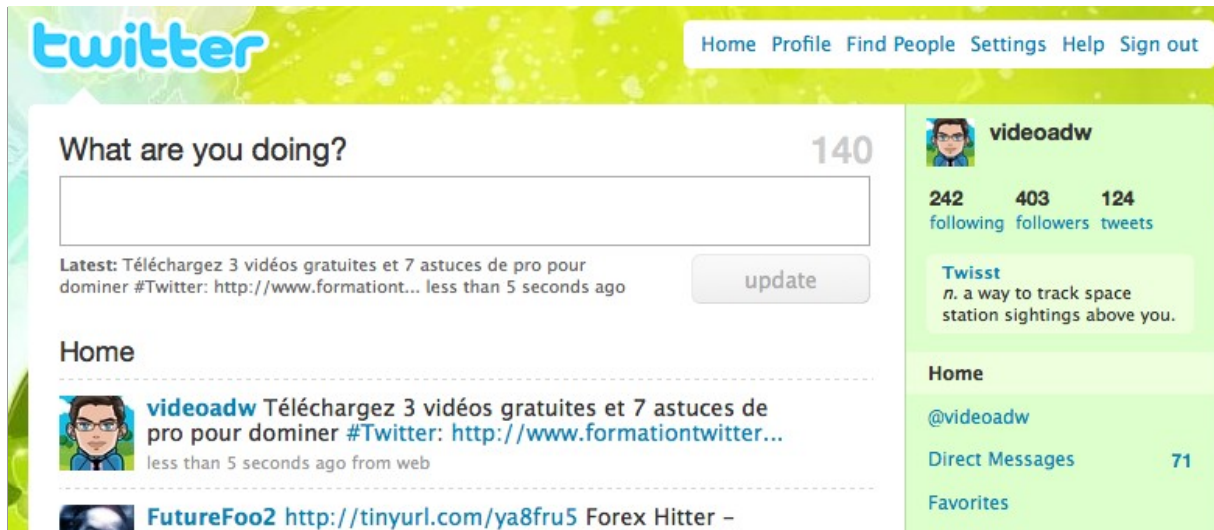 twitter
Home Profile Find People Settings Help Sign out
What are you doing?
140
Latest: Téléchargez 3 vidéos gratuites et 7 astuces de pro pour
dominer #Twitter: http://www.formationt... less than 5 seconds ago
update
Home
videoadw Téléchargez 3 vidéos gratuites et 7 astuces de
pro pour dominer #Twitter: http://www.formationtwitter...
less than 5 seconds ago from web
FutureFoo2 http://tinyurl.com/ya8fru5 Forex Hitter –
videoadw
242 403 124
following followers tweets
Twisst
n. a way to track space
station sightings above you.
Home
@videoadw
Direct Messages 71
Favorites